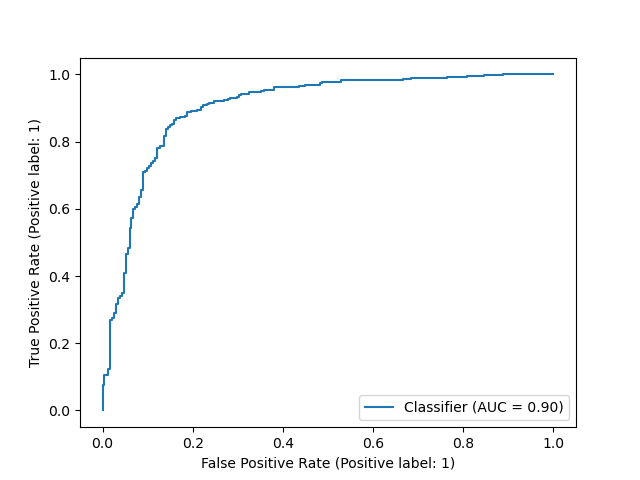 1.0
0.8
0.6
0.4
0.2
0.0
True Positive Rate (Positive label: 1)
Classifier (AUC = 0.90)
0.0 0.2 0.4 0.6 0.8 1.0
False Positive Rate (Positive label: 1)